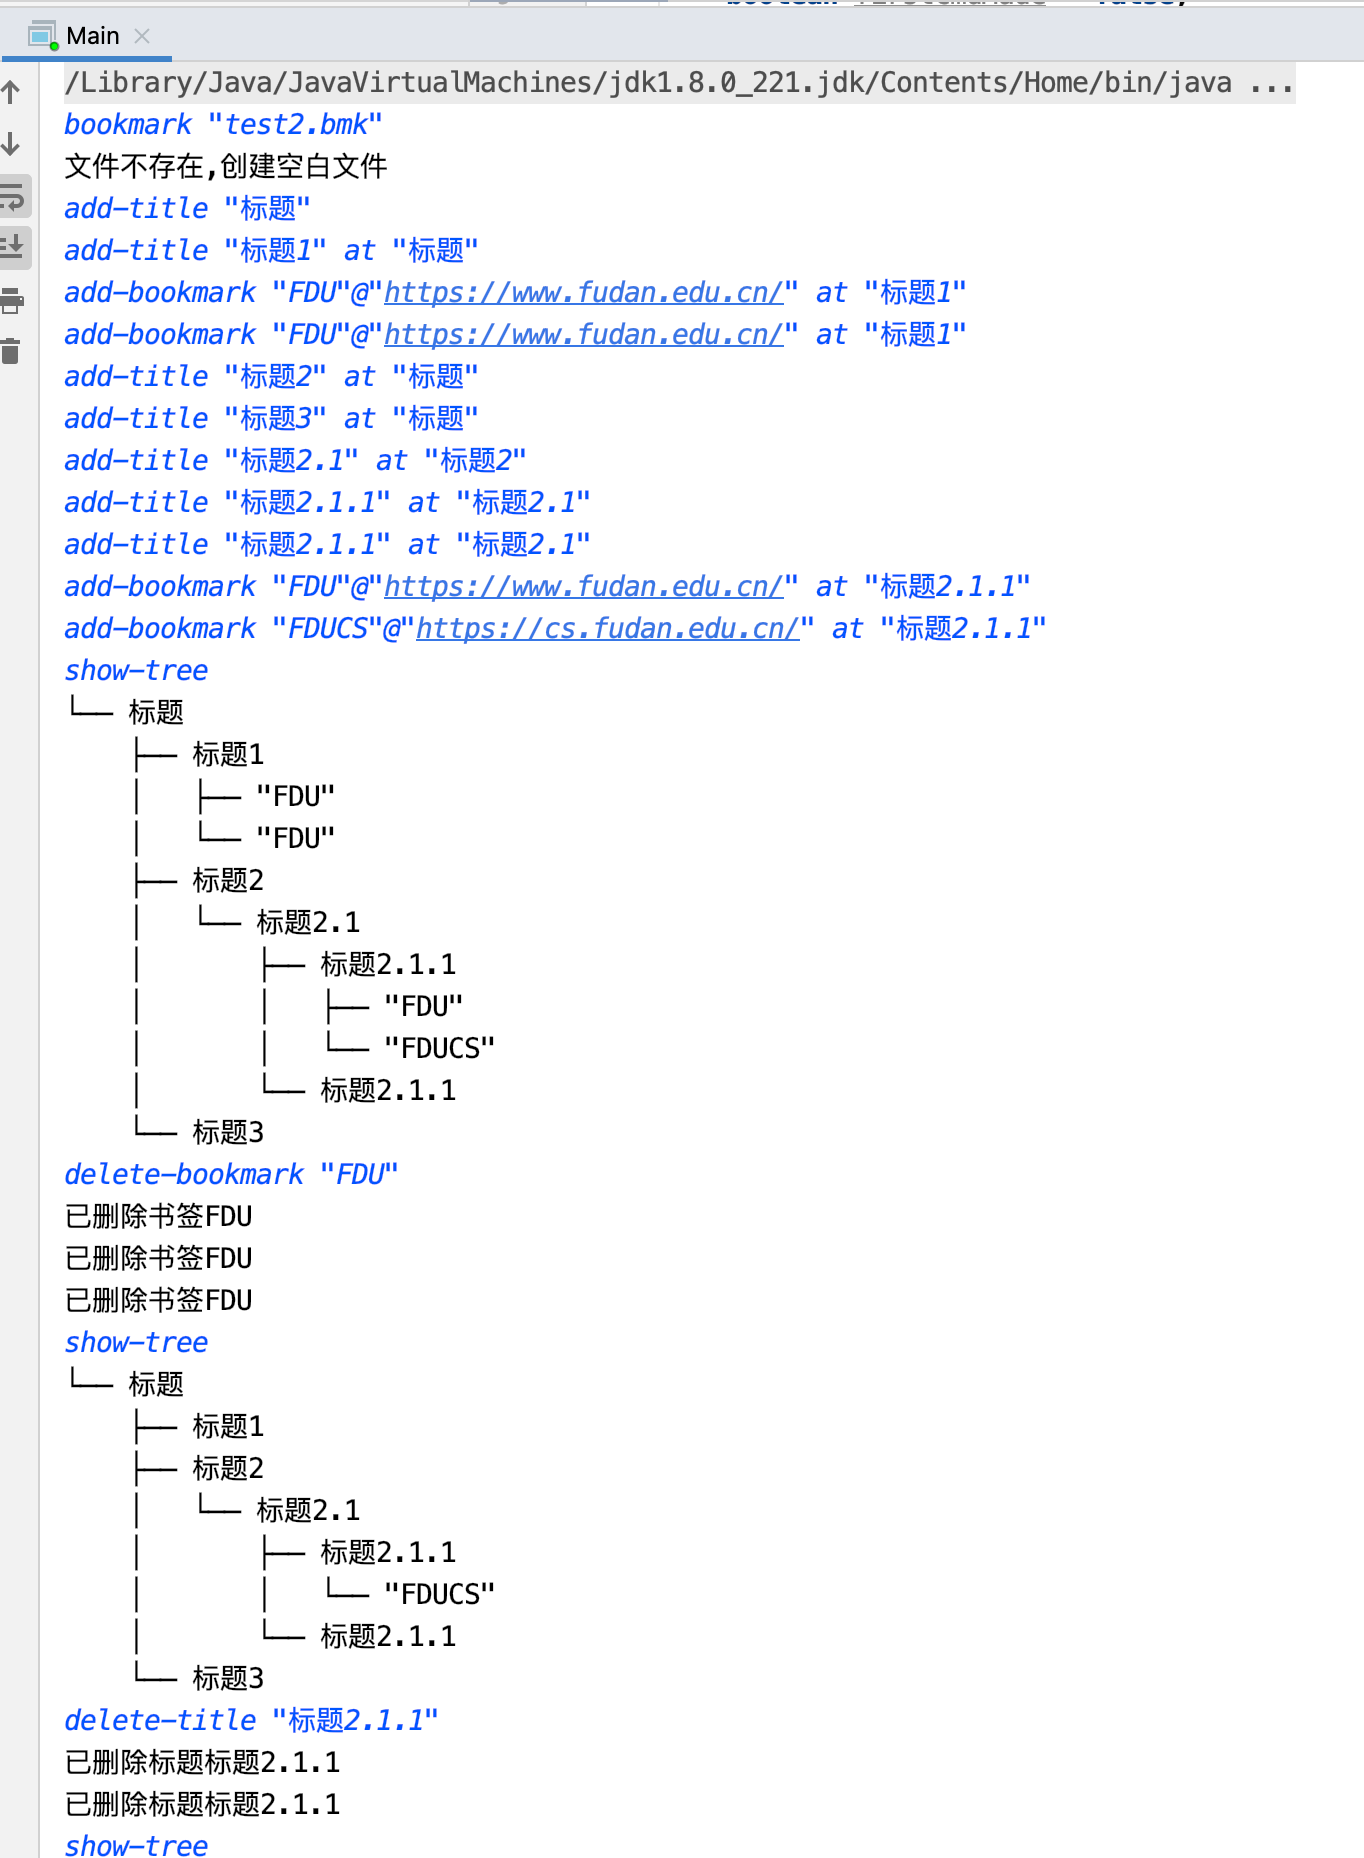 Main
/Library/Java/JavaVirtualMachines/jdk1.8.0_221.jdk/Contents/Home/bin/java ...
bookmark "test2.bmk"
文件不存在,创建空白文件
add-title "标题"
add-title "标题1" at "标题"
add-bookmark "FDU"@"https://www.fudan.edu.cn/" at "标题1"
add-bookmark "FDU"@"https://www.fudan.edu.cn/" at "标题1"
add-title "标题2" at "标题"
add-title "标题3" at "标题"
add-title "标题2.1" at "标题2"
add-title "标题2.1.1" at "标题2.1"
add-title "标题2.1.1" at "标题2.1"
add-bookmark "FDU"@"https://www.fudan.edu.cn/" at "标题2.1.1"
add-bookmark "FDUCS"@"https://cs.fudan.edu.cn/" at "标题2.1.1"
show-tree
└── 标题
    ├── 标题1
    │   ├── "FDU"
    │   └── "FDU"
    ├── 标题2
    │   └── 标题2.1
    │       ├── 标题2.1.1
    │       │   ├── "FDU"
    │       │   └── "FDUCS"
    │       └── 标题2.1.1
    └── 标题3
delete-bookmark "FDU"
已删除书签FDU
已删除书签FDU
已删除书签FDU
show-tree
└── 标题
    ├── 标题1
    ├── 标题2
    │   └── 标题2.1
    │       ├── 标题2.1.1
    │       │   └── "FDUCS"
    │       └── 标题2.1.1
    └── 标题3
delete-title "标题2.1.1"
已删除标题标题2.1.1
已删除标题标题2.1.1
show-tree